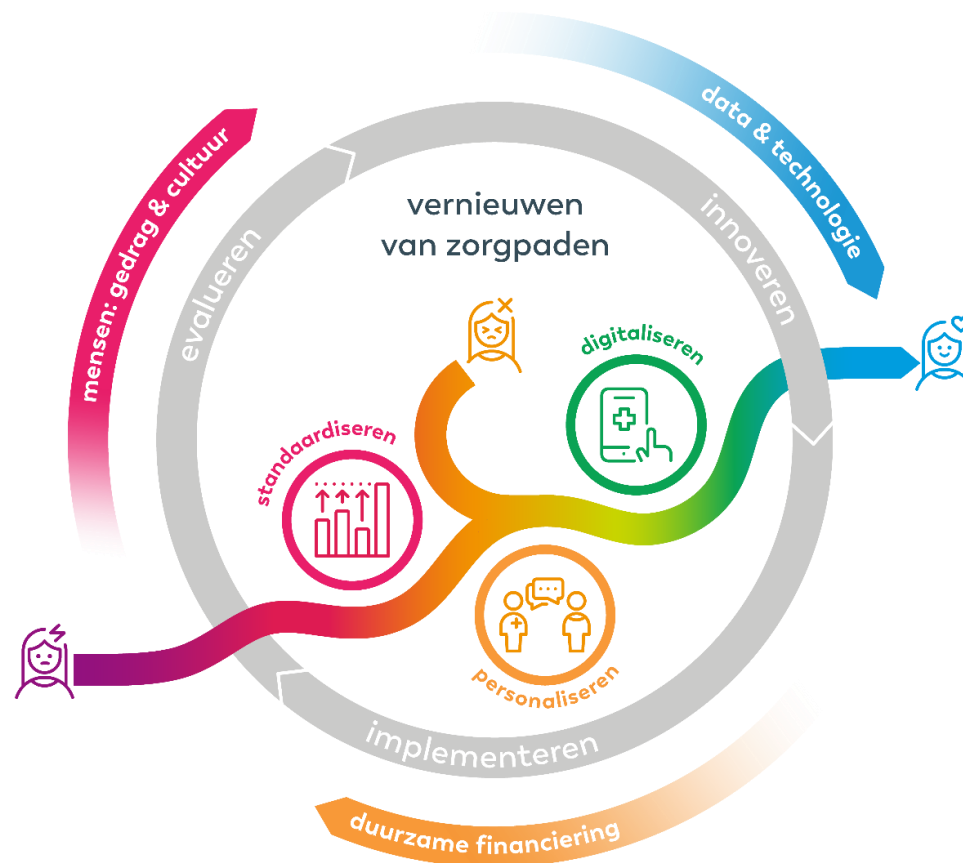 data & technologie
mensen: gedrag & cultuur
vernieuwen
van zorgpaden
innoveren
evalueren
digitaliseren
standaardiseren
personaliseren
implementeren
duurzame financiering